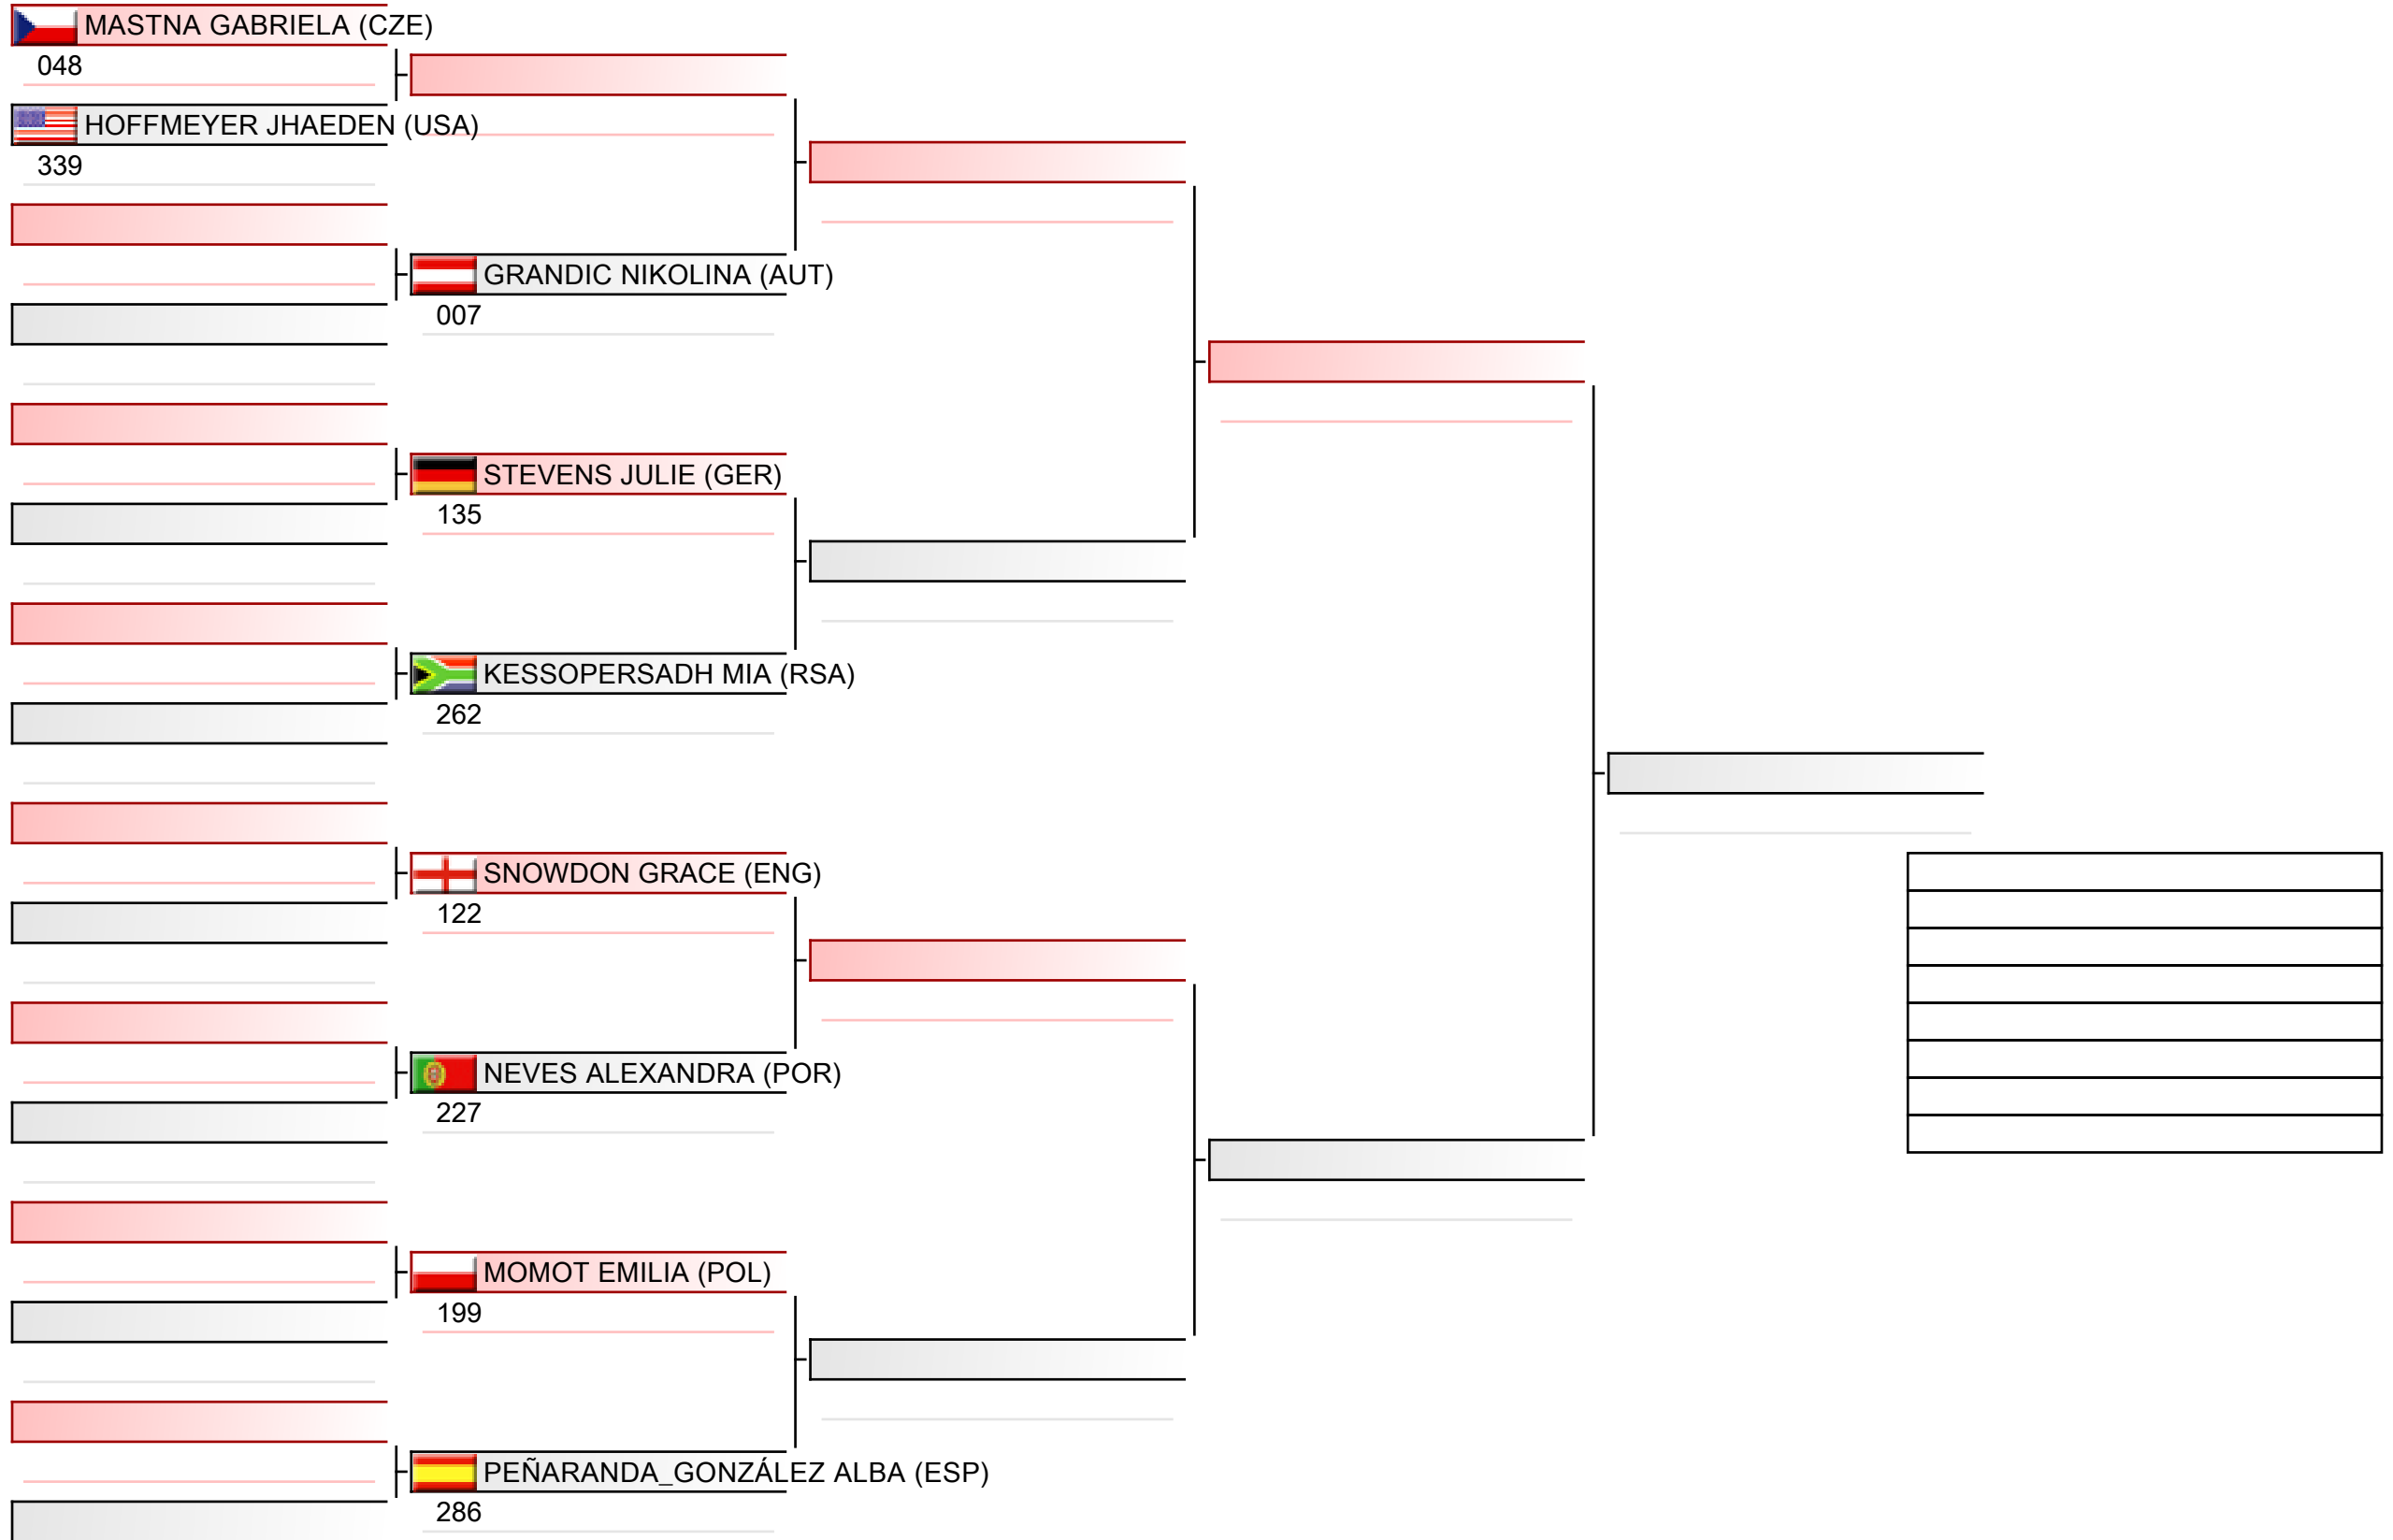 MASTNA GABRIELA (CZE)
048
HOFFMEYER JHAEDEN (USA)
339
GRANDIC NIKOLINA (AUT)
007
STEVENS JULIE (GER)
135
KESSOPERSADH MIA (RSA)
262
SNOWDON GRACE (ENG)
122
NEVES ALEXANDRA (POR)
227
MOMOT EMILIA (POL)
199
PEÑARANDA_GONZÁLEZ ALBA (ESP)
286